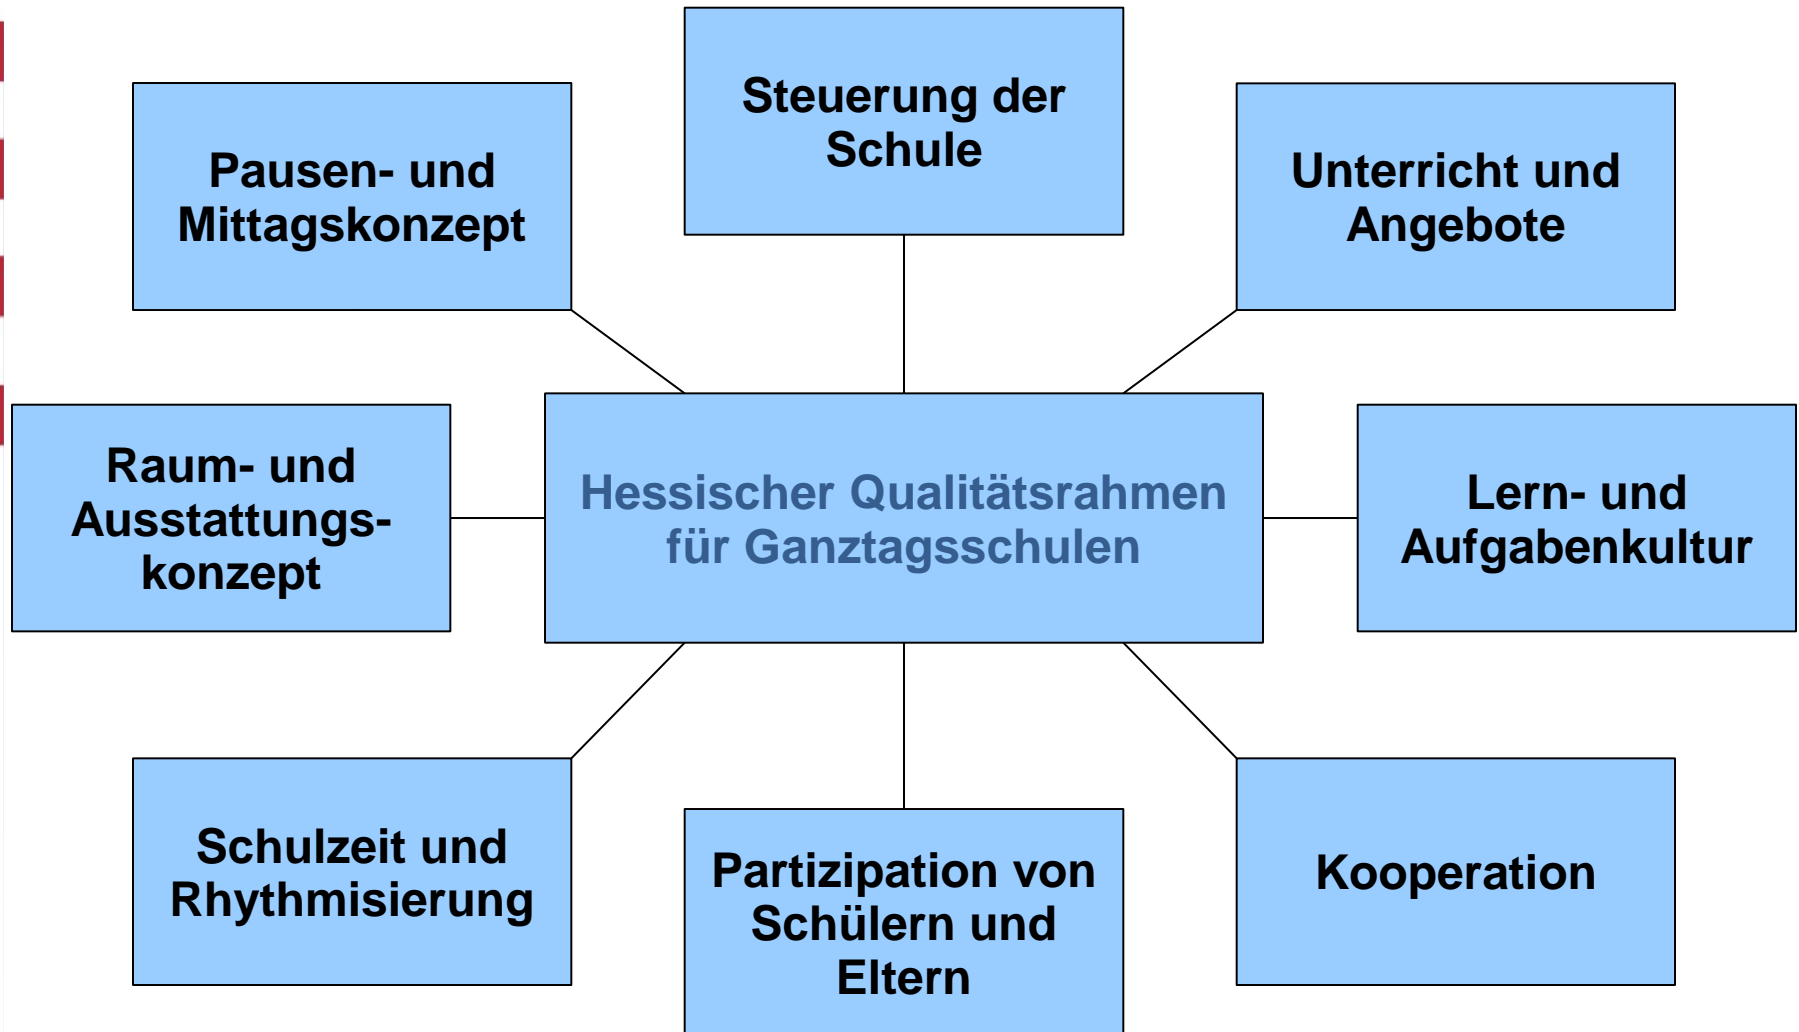 Steuerung der
Schule
Pausen- und
Mittagskonzept
Unterricht und
Angebote
Raum- und
Ausstattungs-
konzept
Hessischer Qualitätsrahmen
für Ganztagsschulen
Lern- und
Aufgabenkultur
Schulzeit und
Rhythmisierung
Partizipation von
Schülern und
Eltern
Kooperation